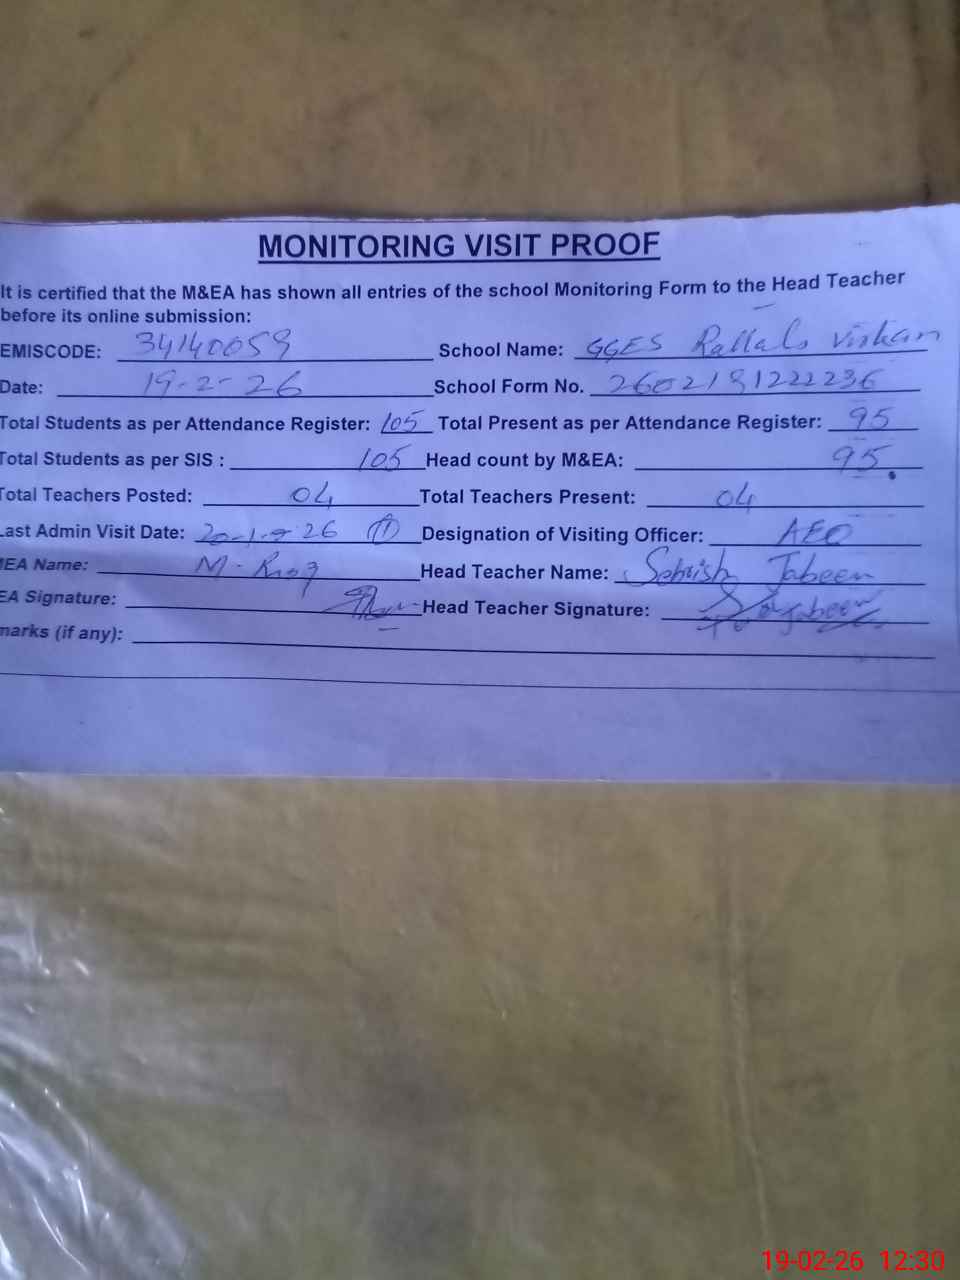 MONITORING VISIT PROOF
It is certified that the M&EA has shown all entries of the school Monitoring Form to the Head Teacher
before its online submission:
EMISCODE: 34140059 School Name: GGES
Date: 19-2-26 School Form No.
Total Students as per Attendance Register: 105 Total Present as per Attendance Register: 95
Total Students as per SIS : 105 Head count by M&EA: 95
Total Teachers Posted: 04 Total Teachers Present: 04
Last Admin Visit Date: 20-1-26 (1) Designation of Visiting Officer: AEO
EA Name: M. Head Teacher Name: Sehrish Jabeen
EA Signature: Head Teacher Signature:
marks (if any):
19-02-26 12:30